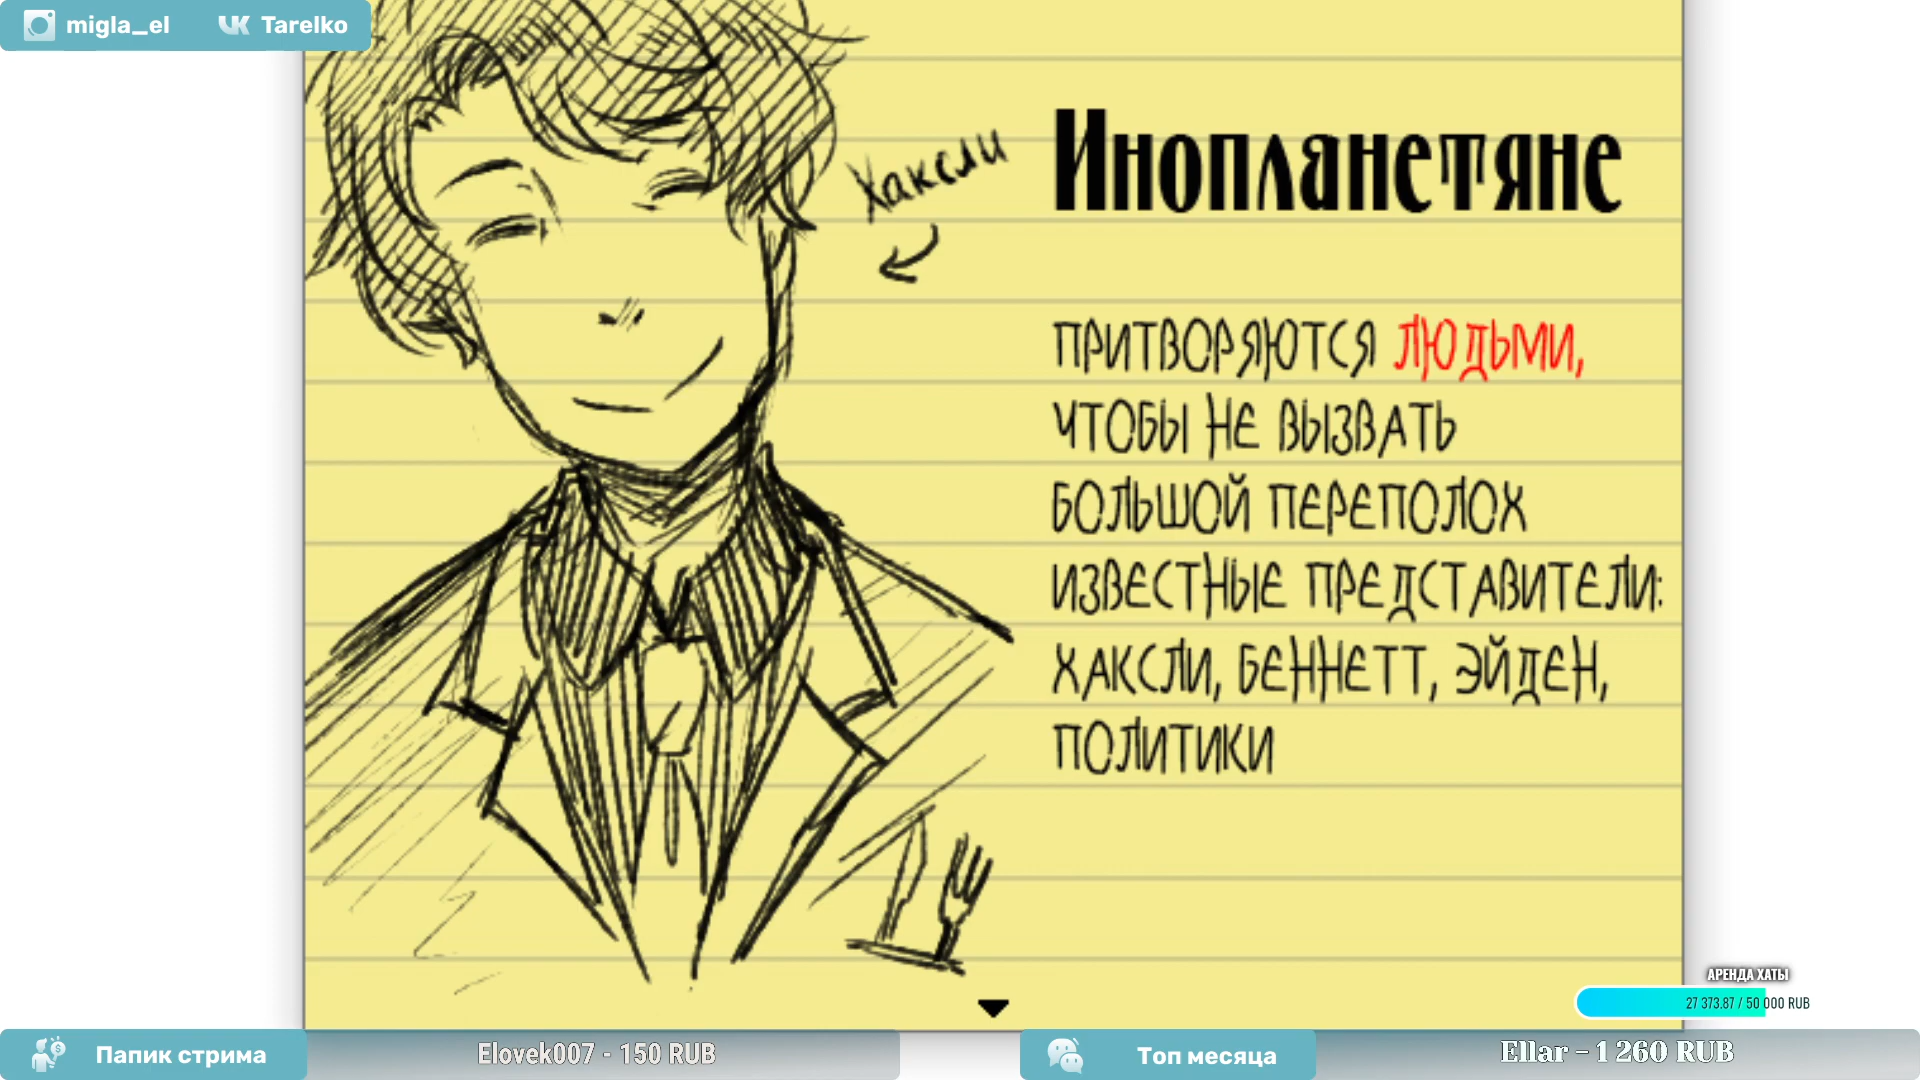 migla_el
VK Tarelko
Хаксли
Инопланетяне
ПРИТВОРЯЮТСЯ ЛЮДЬМИ,
ЧТОБЫ НЕ ВЫЗВАТЬ
БОЛЬШОЙ ПЕРЕПОЛОХ
ИЗВЕСТНЫЕ ПРЕДСТАВИТЕЛИ:
ХАКСЛИ, БЕННЕТТ, ЭЙДЕН,
ПОЛИТИКИ
АРЕНДА ХАТЫ
27 373.87 / 50 000 RUB
Папик стрима
Elovek007 - 150 RUB
Топ месяца
Ellar - 1 260 RUB